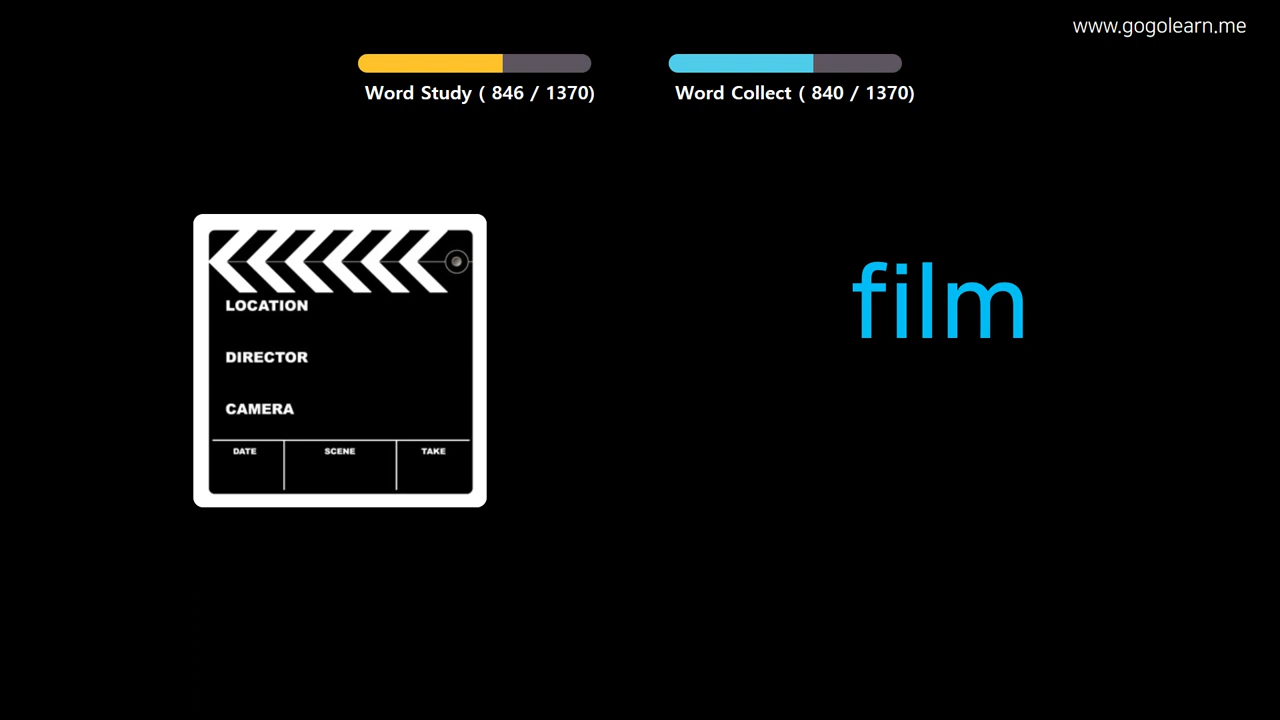 www.gogolearn.me
Word Study ( 846 / 1370)
Word Collect ( 840 / 1370)
LOCATION
DIRECTOR
CAMERA
DATE
SCENE
TAKE
film